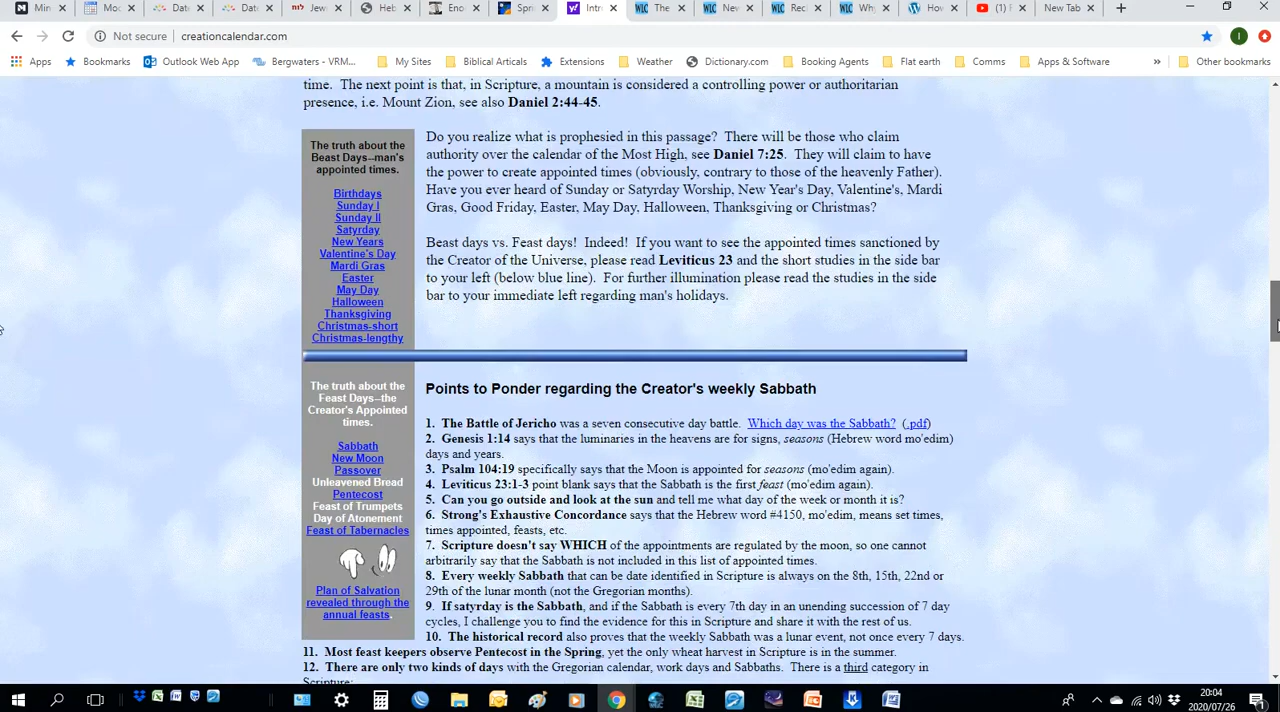 Min
Mod
Date
Date
Jew
Heb
Eno
Spri
Intr
The
New
Reck
Why
How
(1)
New Tab
Not secure
creationcalendar.com
Apps
Bookmarks
Outlook Web App
Bergwaters - VRM...
My Sites
Biblical Articals
Extensions
Weather
Dictionary.com
Booking Agents
Flat earth
Comms
Apps & Software
»
Other bookmarks
time. The next point is that, in Scripture, a mountain is considered a controlling power or authoritarian
presence, i.e. Mount Zion, see also Daniel 2:44-45.
The truth about the
Beast Days--man's
appointed times.
Birthdays
Sunday I
Sunday II
Satyrday
New Years
Valentine's Day
Mardi Gras
Easter
May Day
Halloween
Thanksgiving
Christmas-short
Christmas-lengthy
Do you realize what is prophesied in this passage? There will be those who claim
authority over the calendar of the Most High, see Daniel 7:25. They will claim to have
the power to create appointed times (obviously, contrary to those of the heavenly Father).
Have you ever heard of Sunday or Satyrday Worship, New Year's Day, Valentine's, Mardi
Gras, Good Friday, Easter, May Day, Halloween, Thanksgiving or Christmas?
Beast days vs. Feast days! Indeed! If you want to see the appointed times sanctioned by
the Creator of the Universe, please read Leviticus 23 and the short studies in the side bar
to your left (below blue line). For further illumination please read the studies in the side
bar to your immediate left regarding man's holidays.
The truth about the
Feast Days--the
Creator's Appointed
times.
Sabbath
New Moon
Passover
Unleavened Bread
Pentecost
Feast of Trumpets
Day of Atonement
Feast of Tabernacles
Plan of Salvation
revealed through the
annual feasts.
Points to Ponder regarding the Creator's weekly Sabbath
1. The Battle of Jericho was a seven consecutive day battle. Which day was the Sabbath? (.pdf)
2. Genesis 1:14 says that the luminaries in the heavens are for signs, seasons (Hebrew word mo'edim)
days and years.
3. Psalm 104:19 specifically says that the Moon is appointed for seasons (mo'edim again).
4. Leviticus 23:1-3 point blank says that the Sabbath is the first feast (mo'edim again).
5. Can you go outside and look at the sun and tell me what day of the week or month it is?
6. Strong's Exhaustive Concordance says that the Hebrew word #4150, mo'edim, means set times,
times appointed, feasts, etc.
7. Scripture doesn't say WHICH of the appointments are regulated by the moon, so one cannot
arbitrarily say that the Sabbath is not included in this list of appointed times.
8. Every weekly Sabbath that can be date identified in Scripture is always on the 8th, 15th, 22nd or
29th of the lunar month (not the Gregorian months).
9. If satyrday is the Sabbath, and if the Sabbath is every 7th day in an unending succession of 7 day
cycles, I challenge you to find the evidence for this in Scripture and share it with the rest of us.
10. The historical record also proves that the weekly Sabbath was a lunar event, not once every 7 days.
11. Most feast keepers observe Pentecost in the Spring, yet the only wheat harvest in Scripture is in the summer.
12. There are only two kinds of days with the Gregorian calendar, work days and Sabbaths. There is a third category in
Scripture:
20:04
2020/07/26